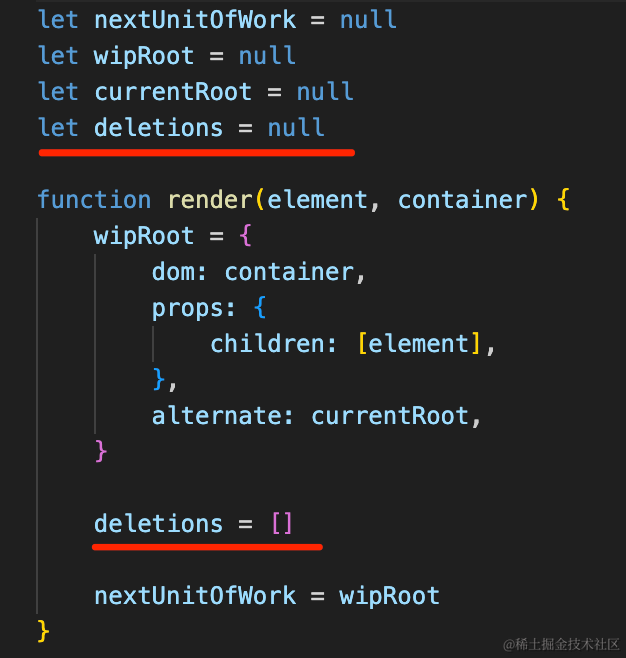 let nextUnitOfWork = null
let wipRoot = null
let currentRoot = null
let deletions = null
function render(element, container) {
    wipRoot = {
        dom: container,
        props: {
            children: [element],
        },
        alternate: currentRoot,
    }
    deletions = []
    nextUnitOfWork = wipRoot
}
@稀土掘金技术社区